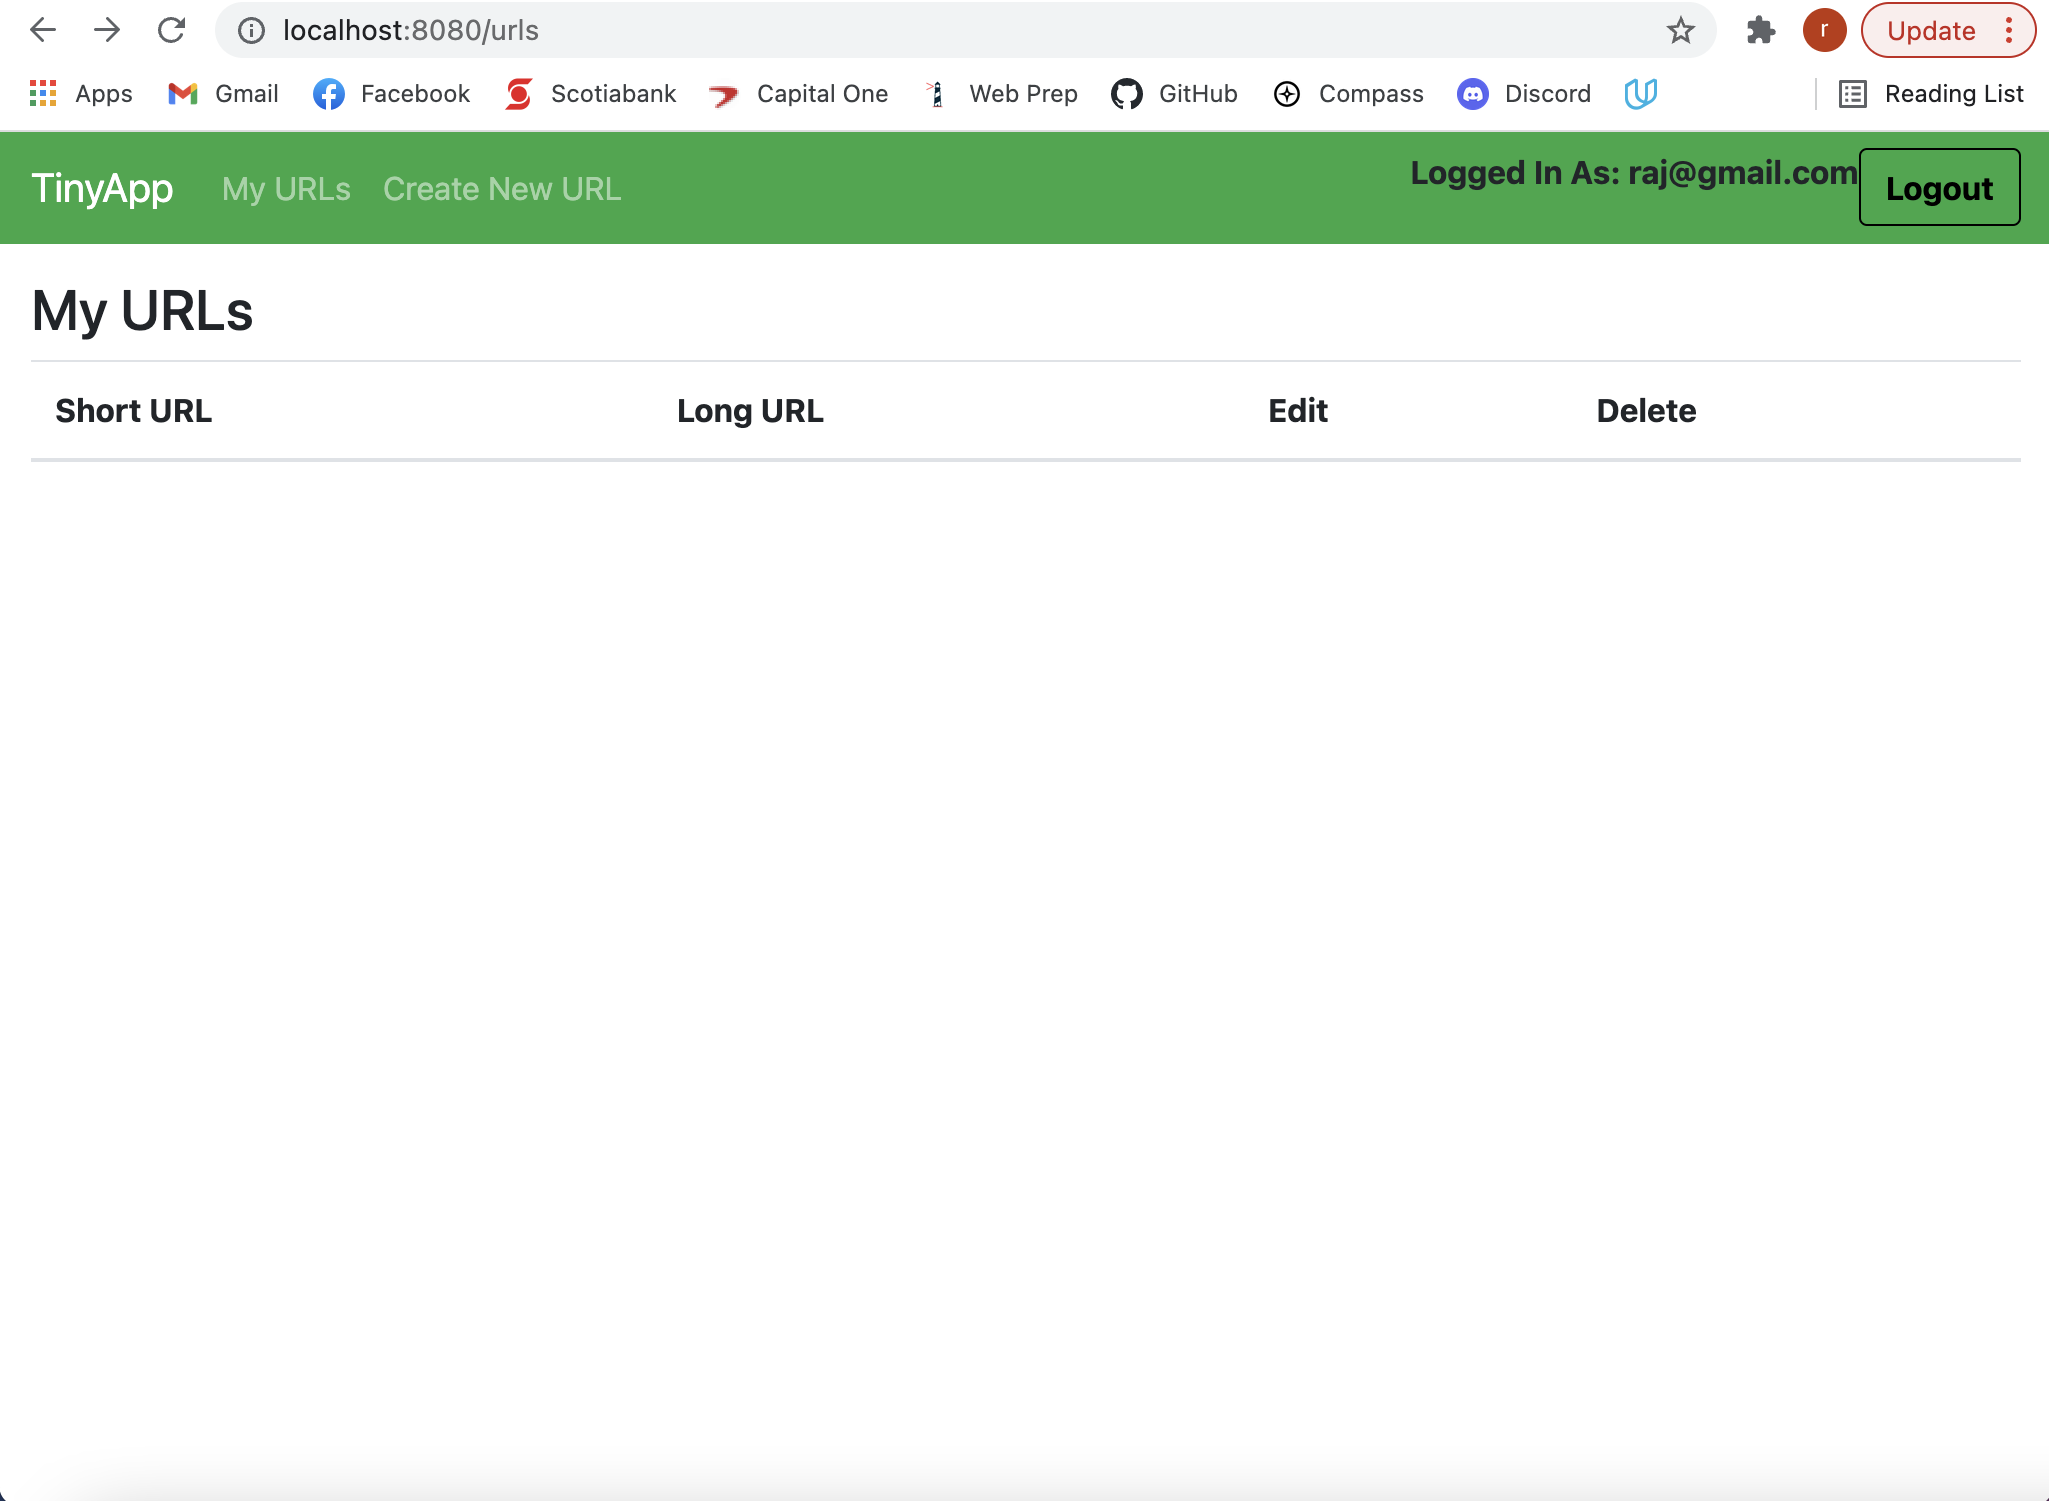 localhost:8080/urls
r
Update
Apps Gmail Facebook Scotiabank Capital One Web Prep GitHub Compass Discord Reading List
TinyApp My URLs Create New URL Logged In As: raj@gmail.com Logout
My URLs
Short URL Long URL Edit Delete